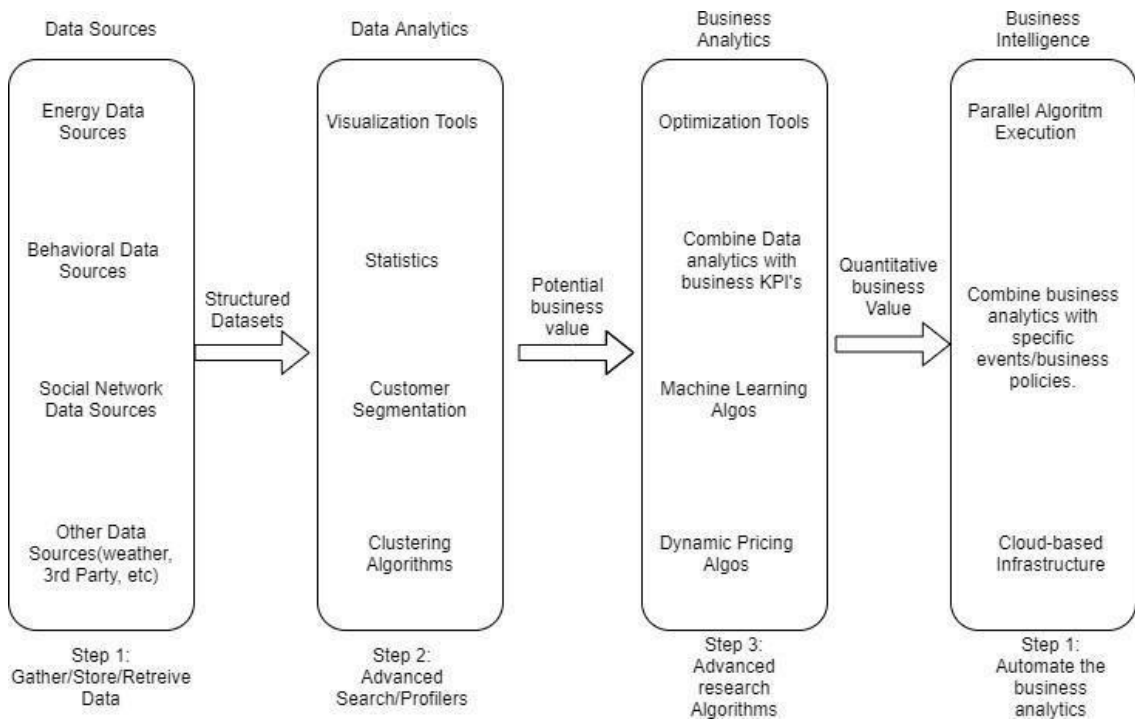 Data Sources
Energy Data
Sources
Behavioral Data
Sources
Social Network
Data Sources
Other Data
Sources(weather,
3rd Party, etc)
Step 1:
Gather/Store/Retreive
Data
Structured
Datasets
Data Analytics
Visualization Tools
Statistics
Customer
Segmentation
Clustering
Algorithms
Step 2:
Advanced
Search/Profilers
Potential
business
value
Business
Analytics
Optimization Tools
Combine Data
analytics with
business KPI's
Machine Learning
Algos
Dynamic Pricing
Algos
Step 3:
Advanced
research
Algorithms
Quantitative
business
Value
Business
Intelligence
Parallel Algoritm
Execution
Combine business
analytics with
specific
events/business
policies.
Cloud-based
Infrastructure
Step 1:
Automate the
business
analytics